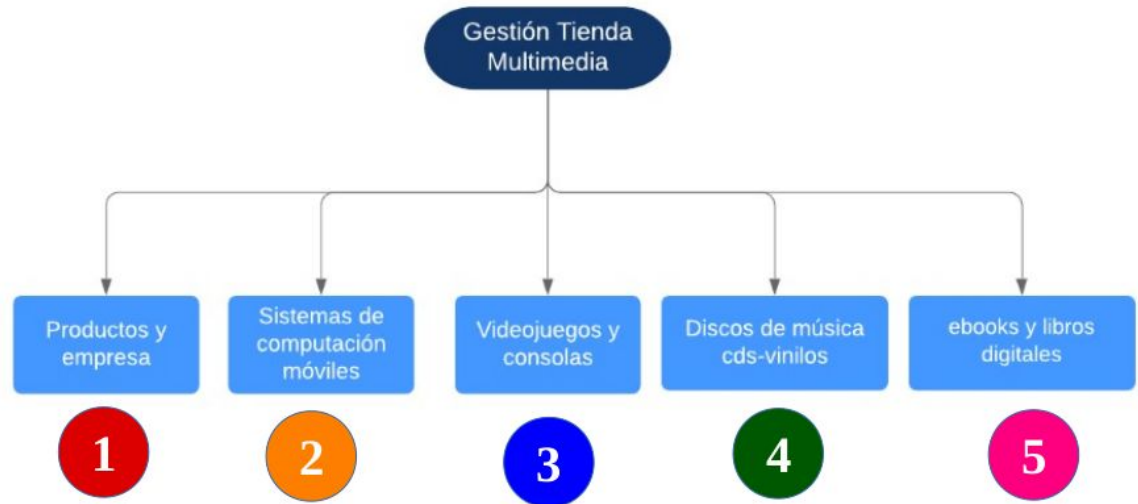 Gestión Tienda
Multimedia
Productos y
empresa
Sistemas de
computación
móviles
Videojuegos y
consolas
Discos de música
cds-vinilos
ebooks y libros
digitales
1
2
3
4
5